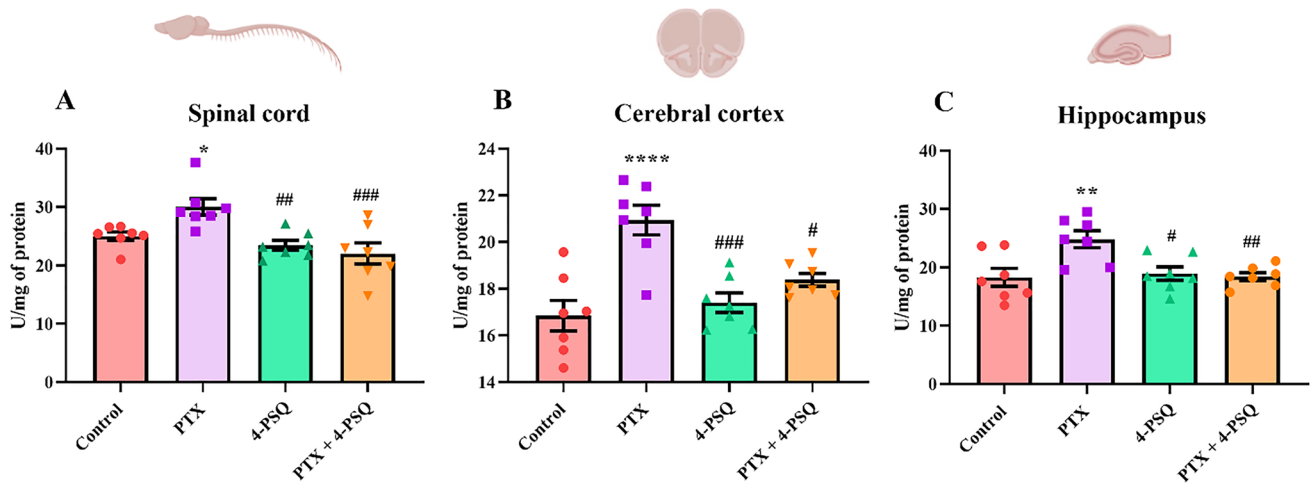 A
Spinal cord
U/mg of protein
40
30
20
10
0
*
##
###
Control
PTX
4-PSQ
PTX + 4-PSQ
B
Cerebral cortex
U/mg of protein
24
22
20
18
16
14
****
###
#
Control
PTX
4-PSQ
PTX + 4-PSQ
C
Hippocampus
U/mg of protein
40
30
20
10
0
**
#
##
Control
PTX
4-PSQ
PTX + 4-PSQ